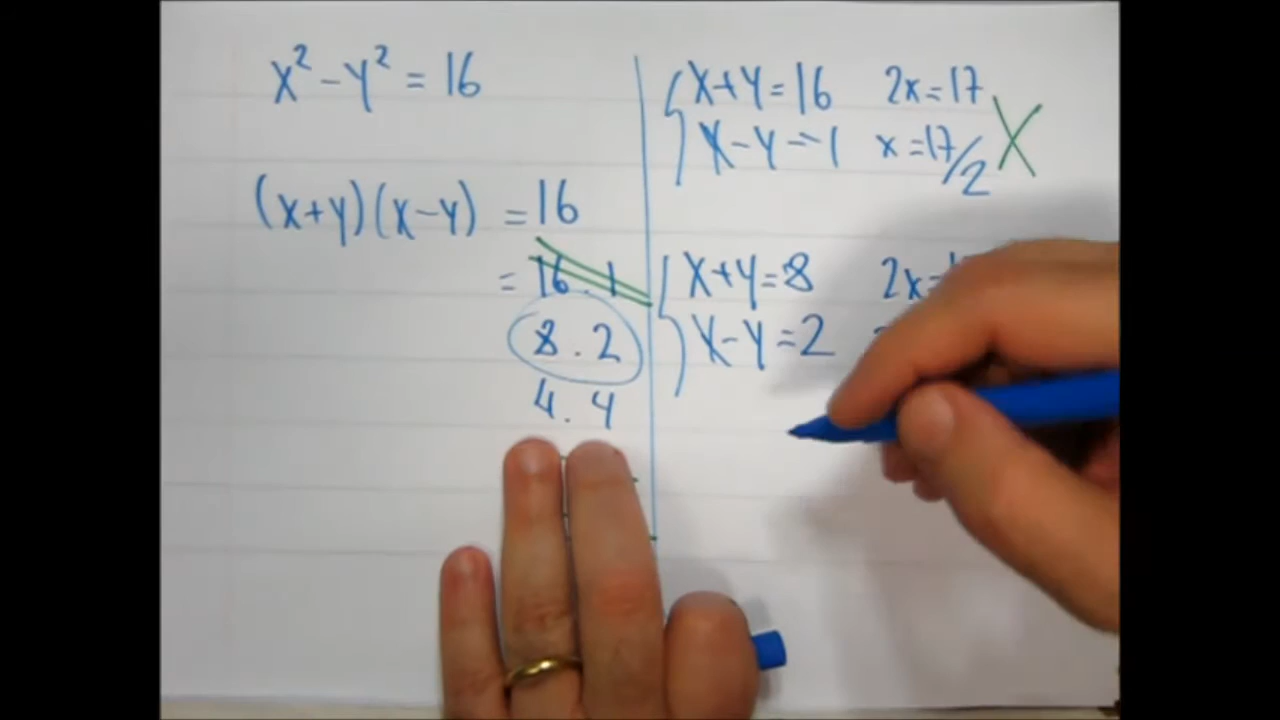 x² - y² = 16
(x+y)(x-y) = 16
= 16 . 1
8 . 2
4 . 4
x+y=16 2x=17
x-y=1 x=17/2 X
x+y=8 2x=
x-y=2